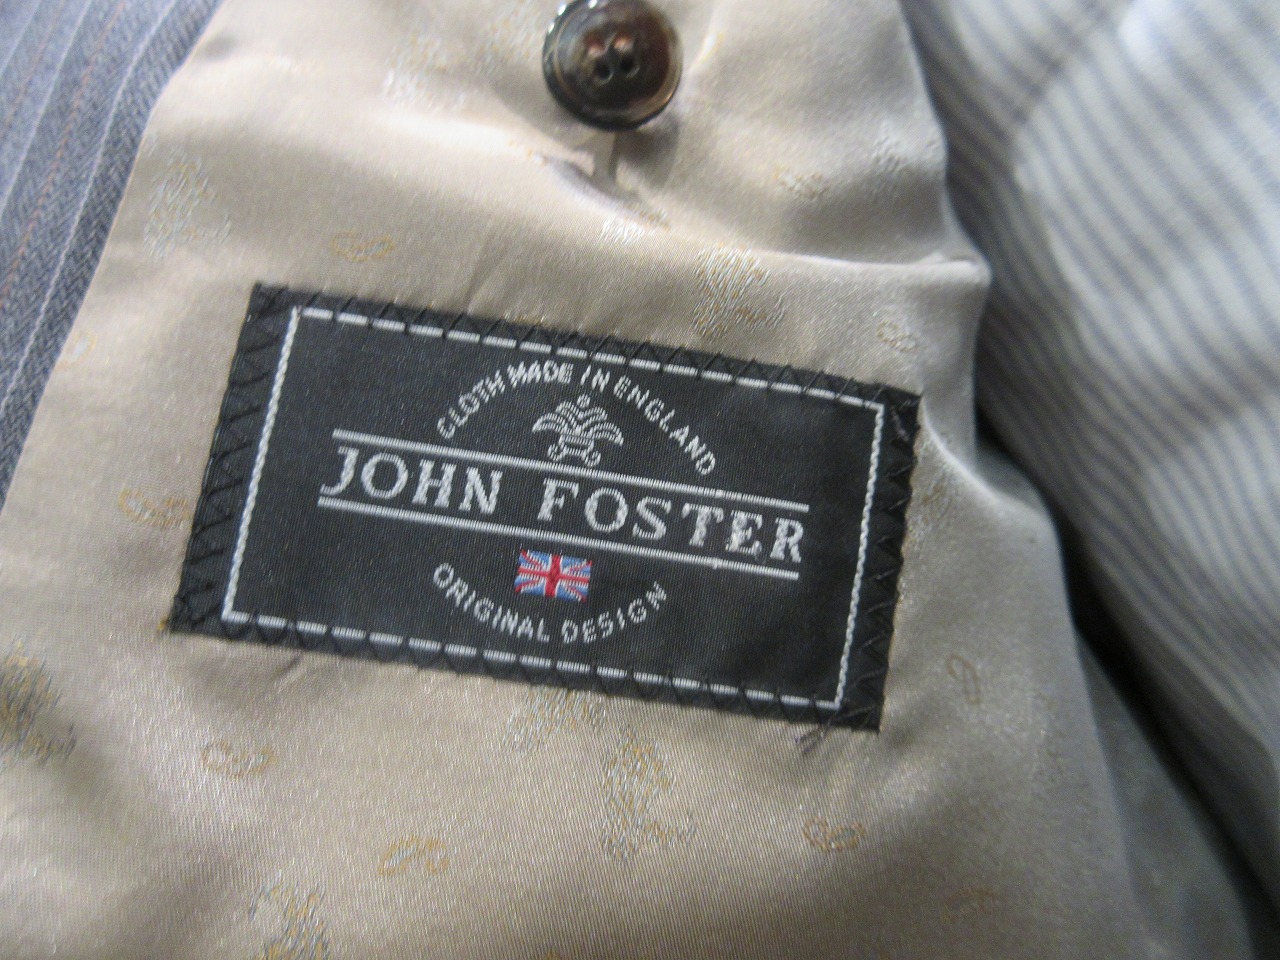 CLOTH MADE IN ENGLAND
JOHN FOSTER
ORIGINAL DESIGN